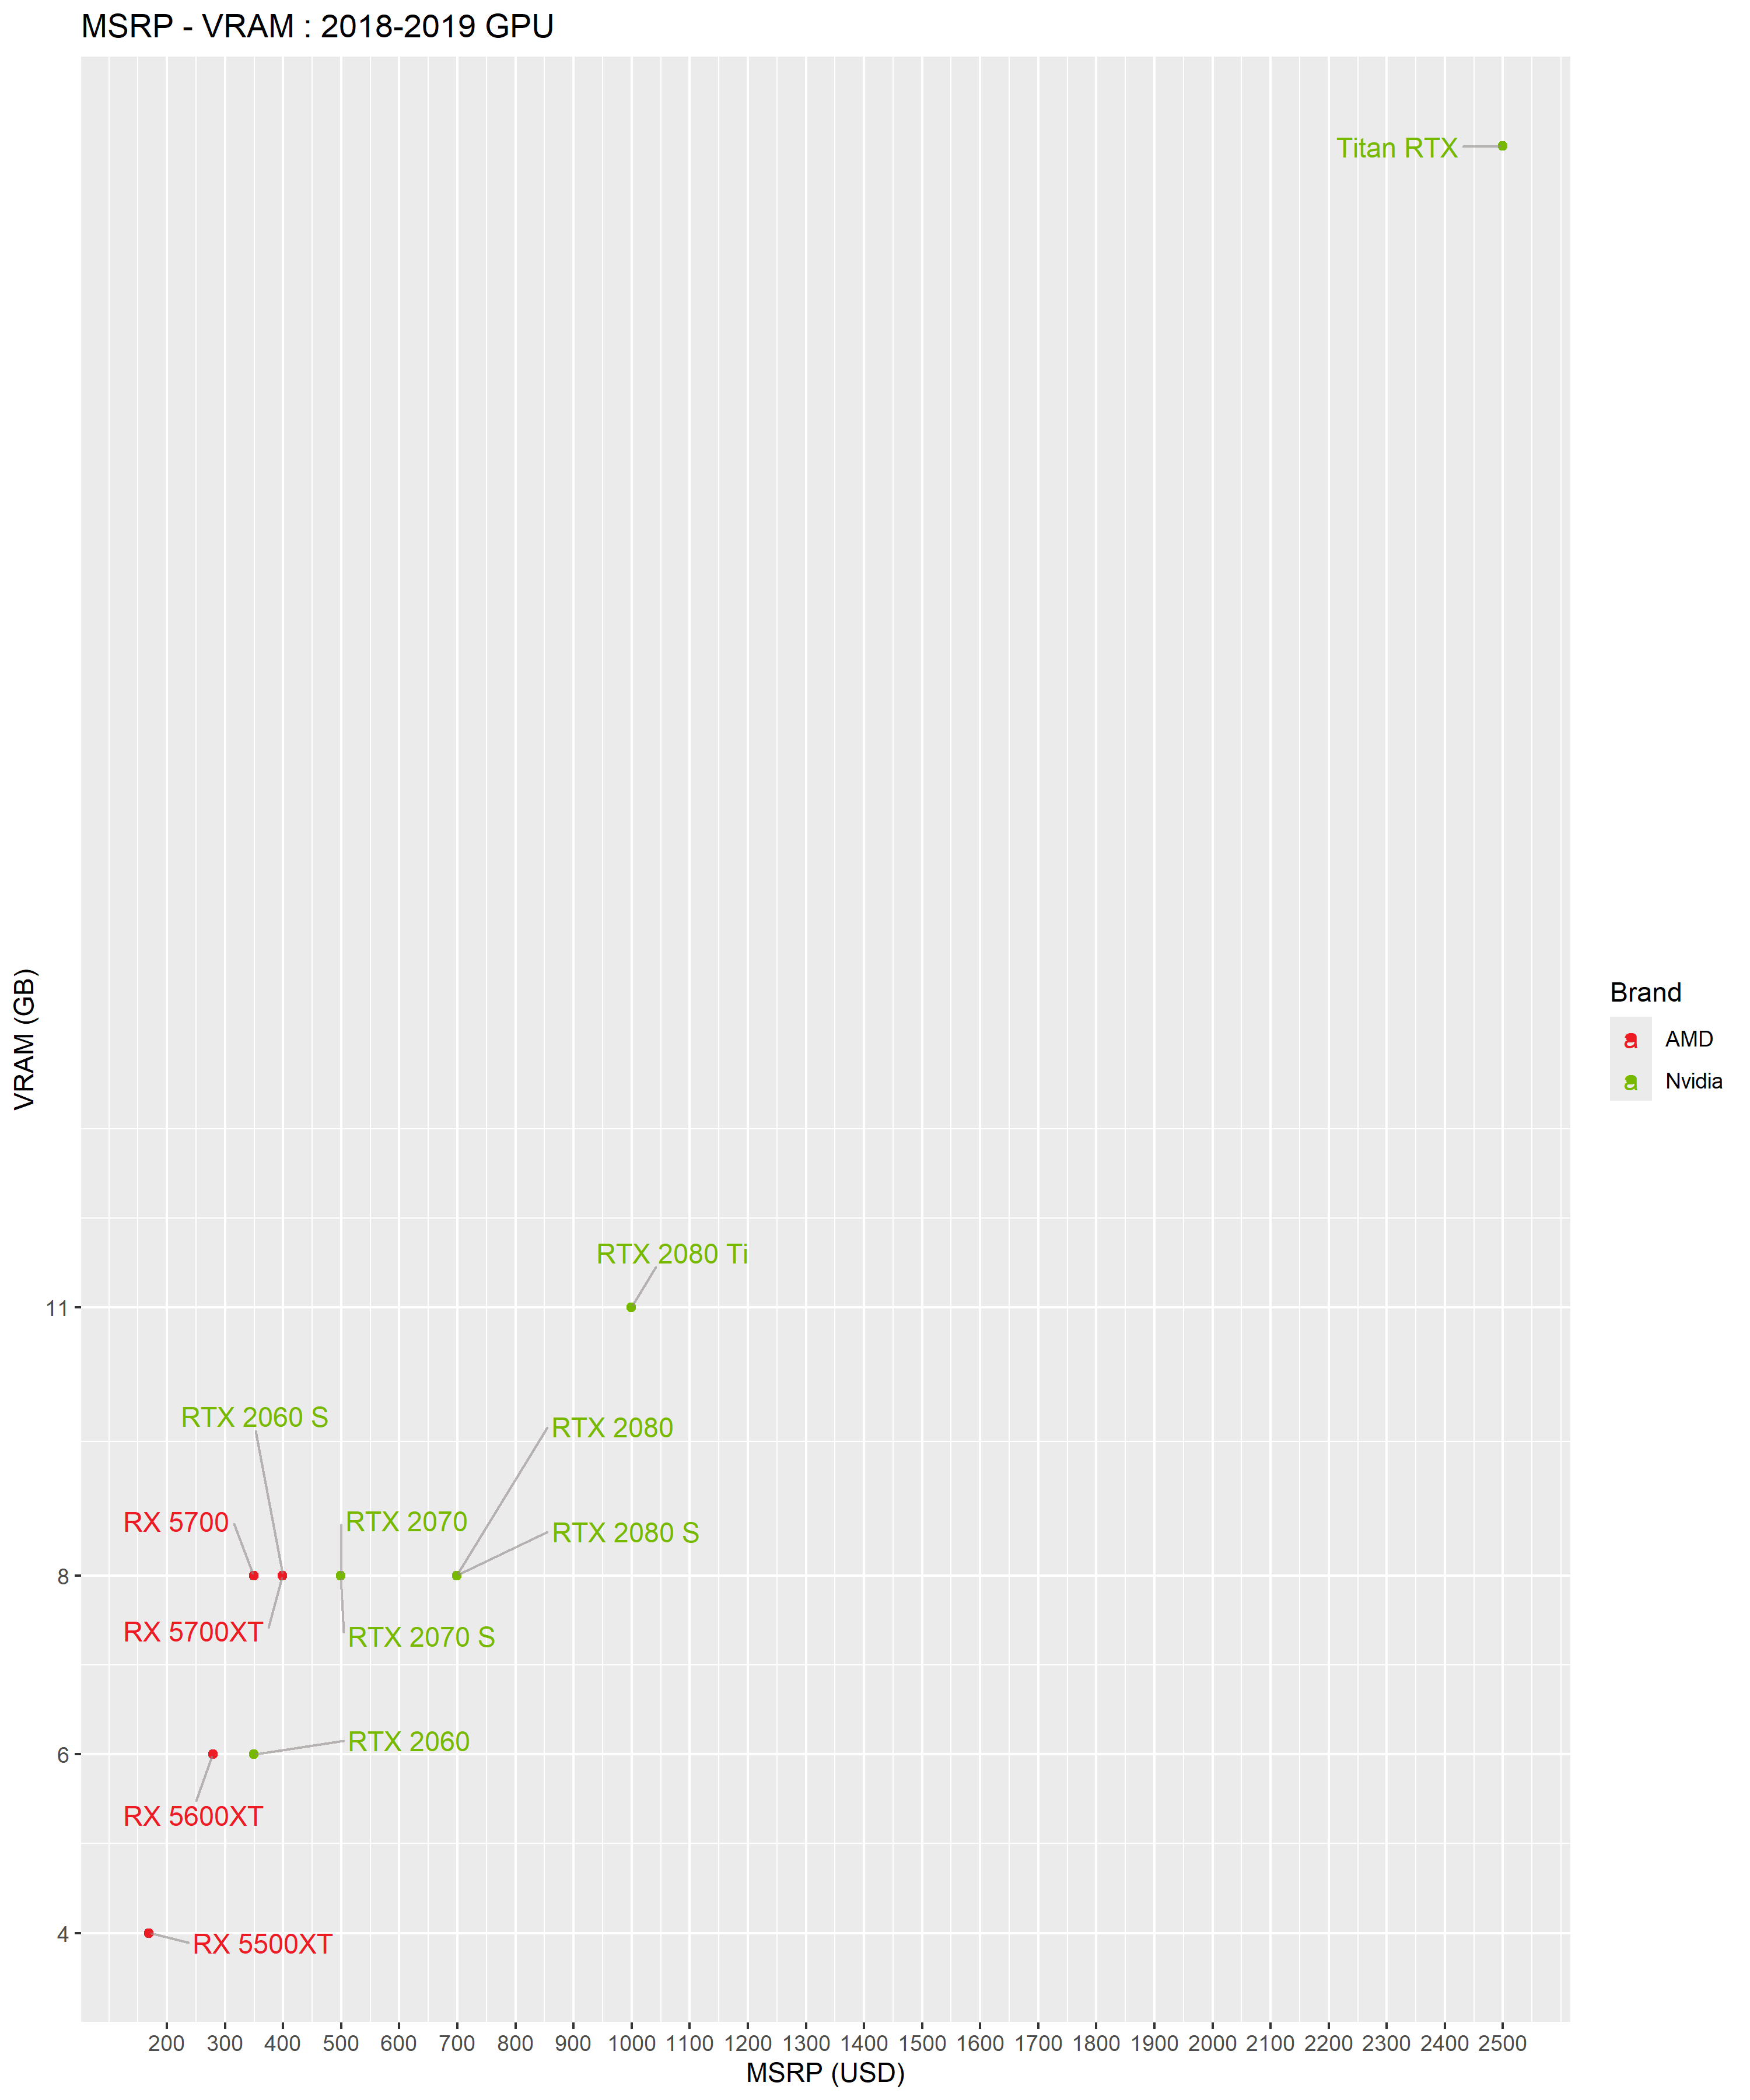 MSRP - VRAM : 2018-2019 GPU
Titan RTX
VRAM (GB)
Brand
a AMD
a Nvidia
RTX 2080 Ti
11
RTX 2060 S
RTX 2080
RX 5700
RTX 2070
RTX 2080 S
8
RX 5700XT
RTX 2070 S
RTX 2060
6
RX 5600XT
4
RX 5500XT
200 300 400 500 600 700 800 900 1000 1100 1200 1300 1400 1500 1600 1700 1800 1900 2000 2100 2200 2300 2400 2500
MSRP (USD)